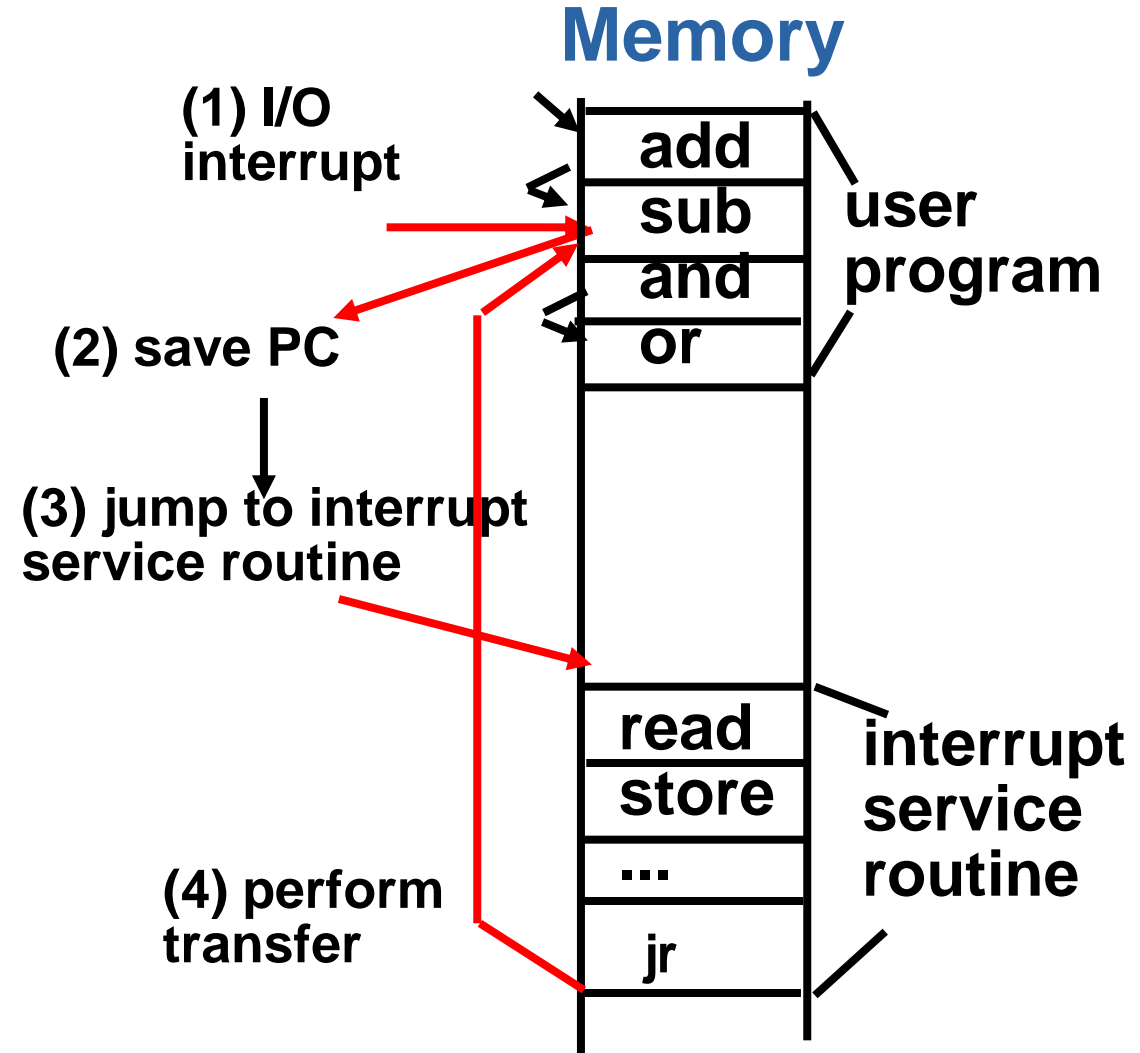 Memory
(1) I/O
interrupt
add
sub
and
or
user
program
(2) save PC
(3) jump to interrupt
service routine
read
store
...
jr
interrupt
service
routine
(4) perform
transfer